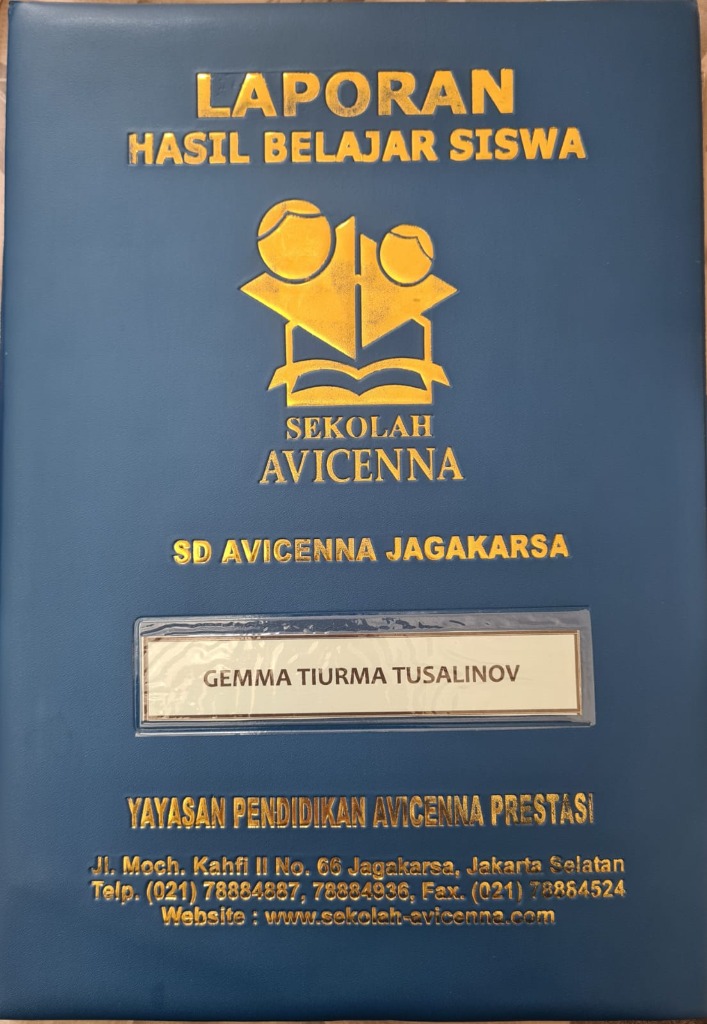 LAPORAN
HASIL BELAJAR SISWA
SEKOLAH
AVICENNA
SD AVICENNA JAGAKARSA
GEMMA TIURMA TUSALINOV
YAYASAN PENDIDIKAN AVICENNA PRESTASI
Jl. Moch. Kahfi II No. 66 Jagakarsa, Jakarta Selatan
Telp. (021) 78884887, 78884936, Fax. (021) 78884524
Website : www.sekolah-avicenna.com